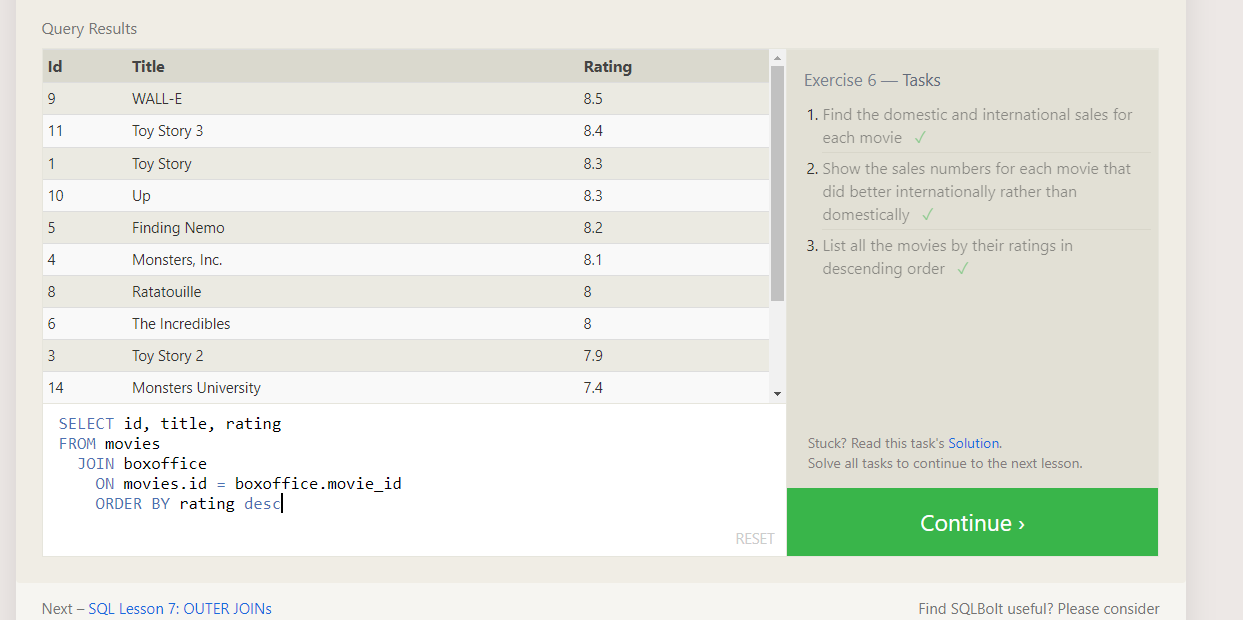 Query Results
Id Title Rating
9 WALL-E 8.5
11 Toy Story 3 8.4
1 Toy Story 8.3
10 Up 8.3
5 Finding Nemo 8.2
4 Monsters, Inc. 8.1
8 Ratatouille 8
6 The Incredibles 8
3 Toy Story 2 7.9
14 Monsters University 7.4
SELECT id, title, rating
FROM movies
JOIN boxoffice
ON movies.id = boxoffice.movie_id
ORDER BY rating desc
RESET
Exercise 6 — Tasks
1. Find the domestic and international sales for
each movie ✓
2. Show the sales numbers for each movie that
did better internationally rather than
domestically ✓
3. List all the movies by their ratings in
descending order ✓
Stuck? Read this task's Solution.
Solve all tasks to continue to the next lesson.
Continue ›
Next – SQL Lesson 7: OUTER JOINs
Find SQLBolt useful? Please consider